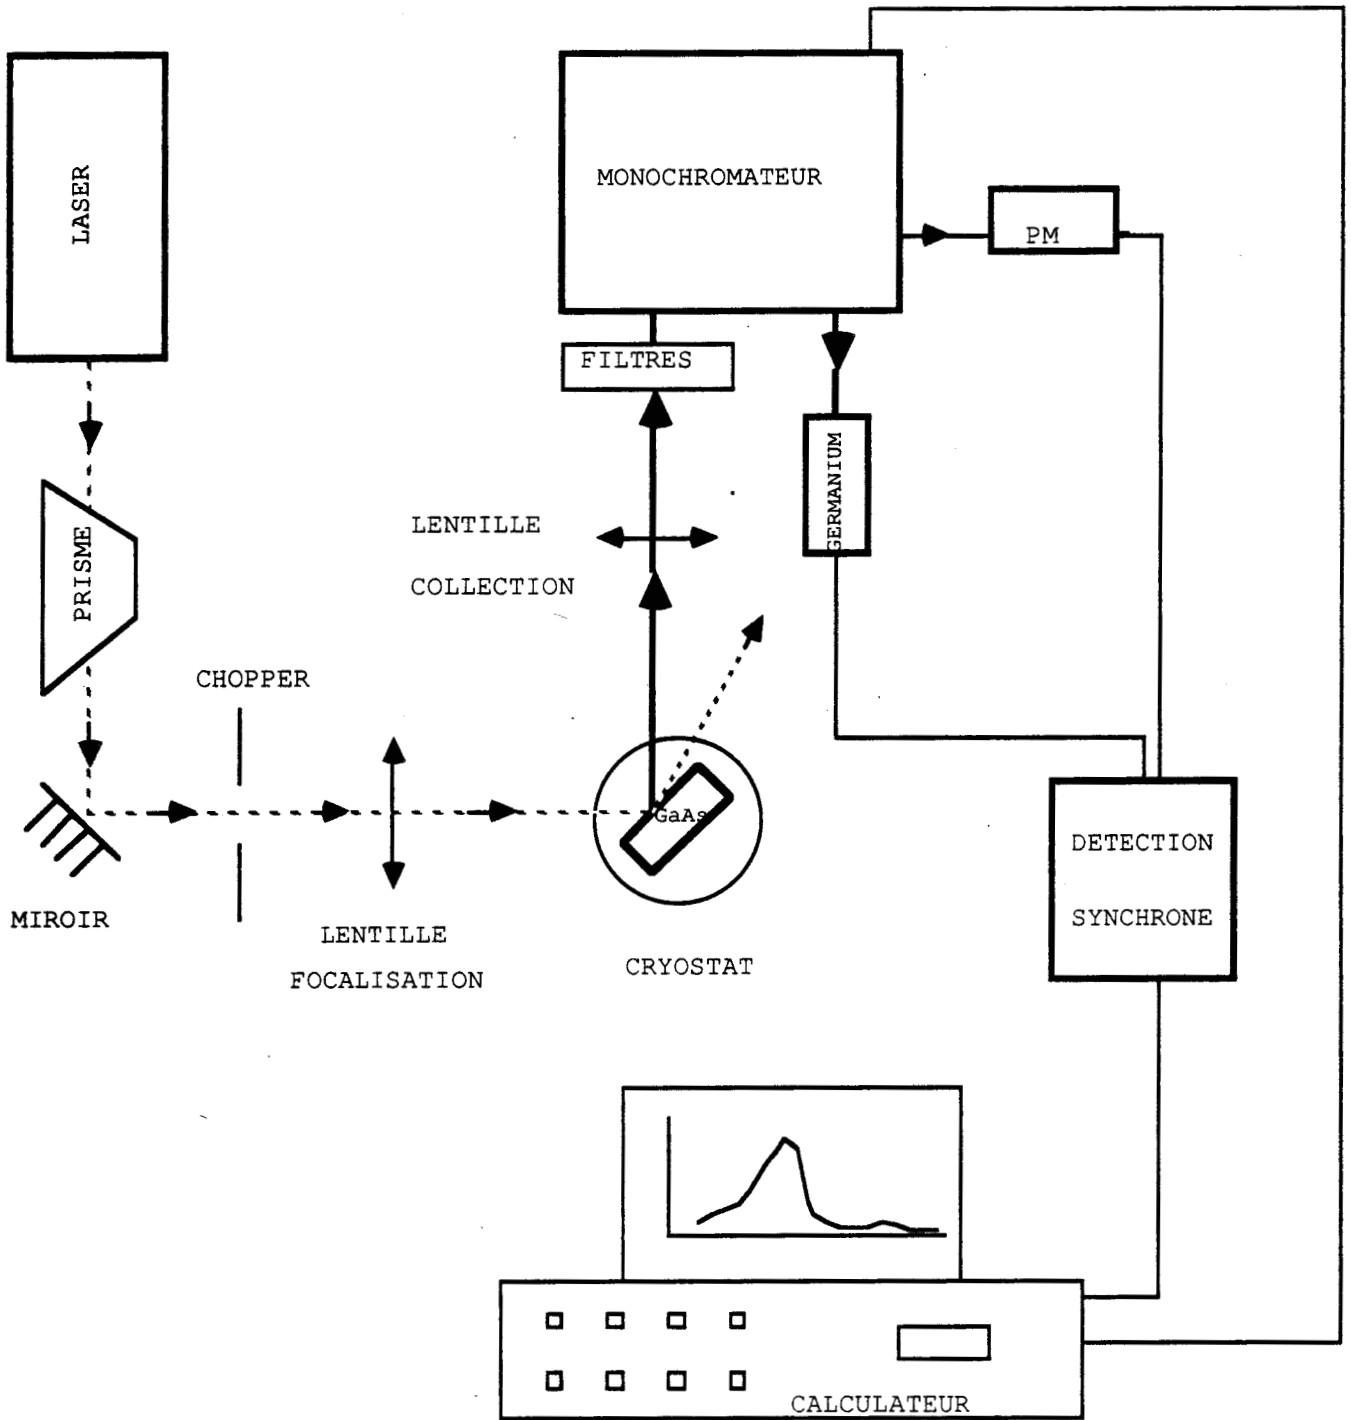 LASER
MONOCHROMATEUR
PM
FILTRES
GERMANIUM
LENTILLE
COLLECTION
PRISME
CHOPPER
GaAs
MIROIR
LENTILLE
FOCALISATION
CRYOSTAT
DETECTION
SYNCHRONE
CALCULATEUR